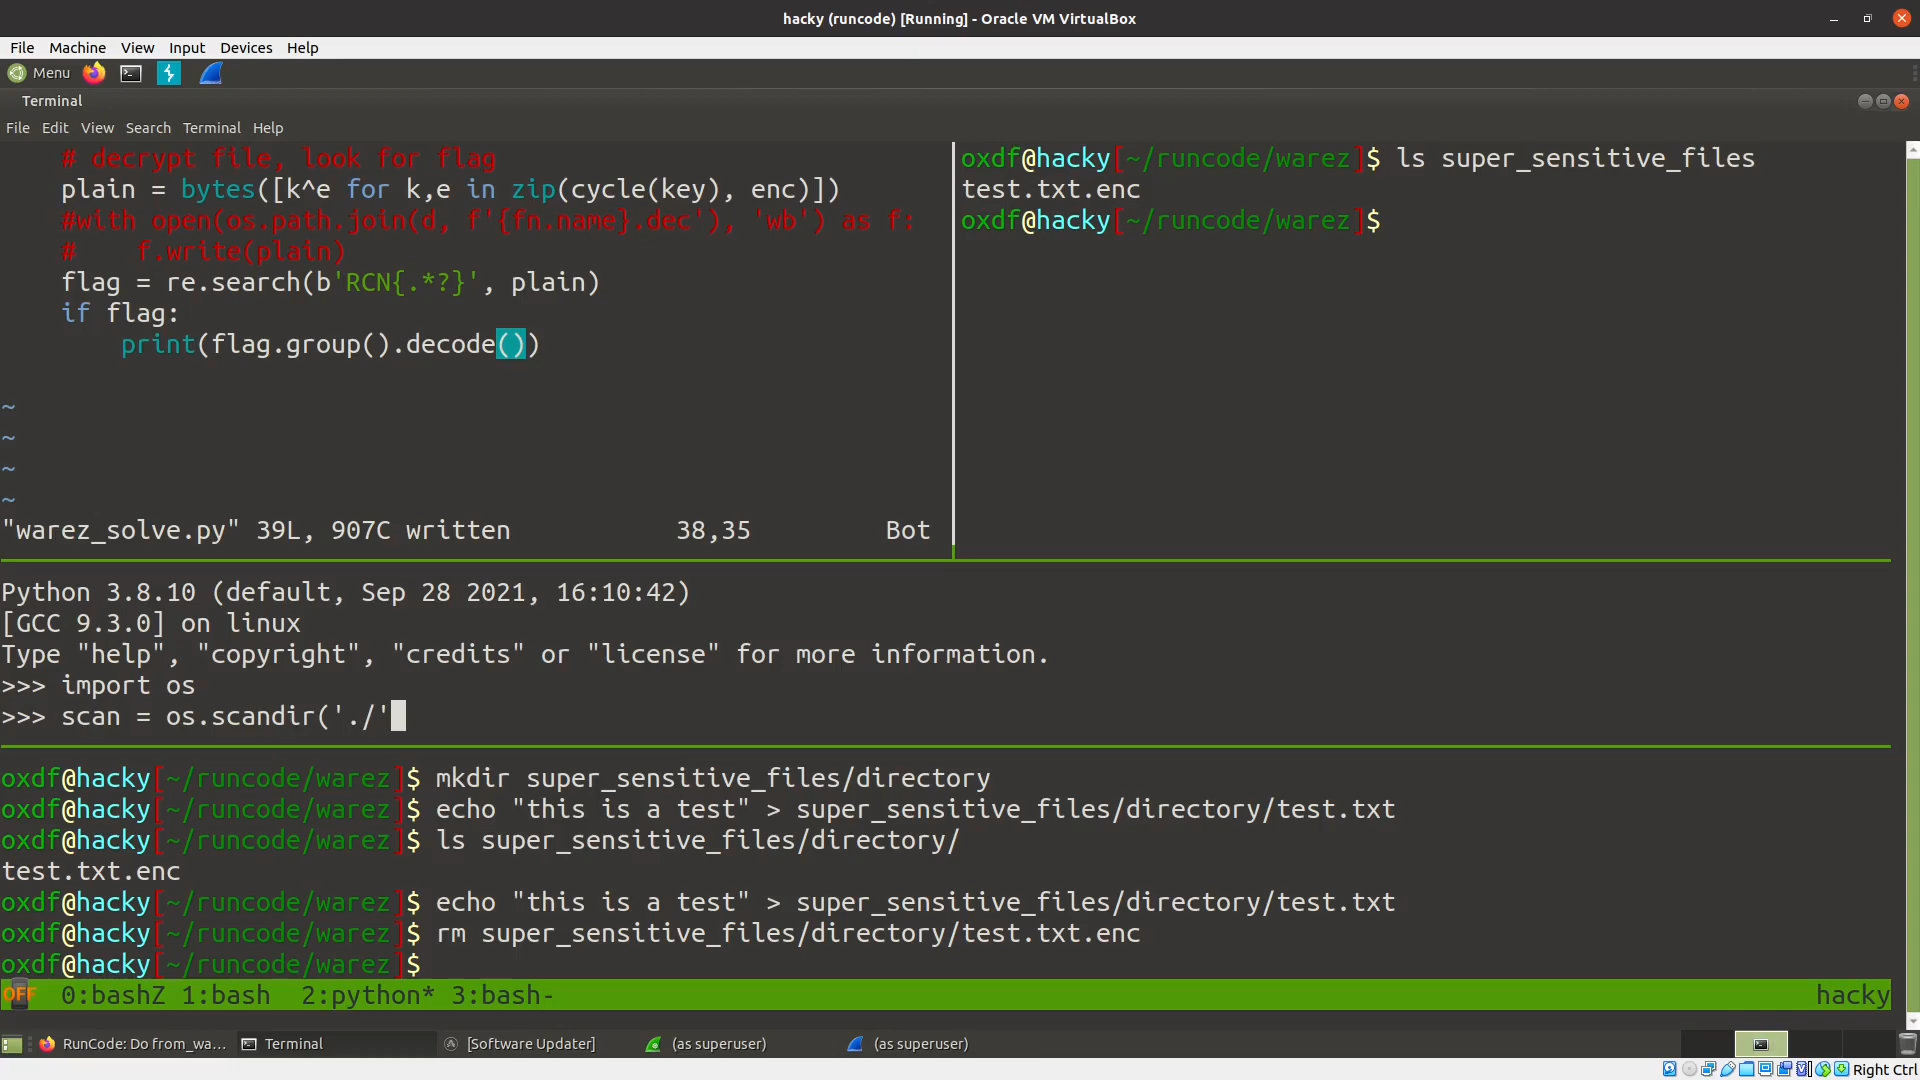 hacky (runcode) [Running] - Oracle VM VirtualBox
File Machine View Input Devices Help
Menu
Terminal
File Edit View Search Terminal Help
# decrypt file, look for flag
plain = bytes([k^e for k,e in zip(cycle(key), enc)])
#with open(os.path.join(d, f'{fn.name}.dec'), 'wb') as f:
#    f.write(plain)
flag = re.search(b'RCN{.*?}', plain)
if flag:
print(flag.group().decode())
~
~
~
~
"warez_solve.py" 39L, 907C written 38,35 Bot
oxdf@hacky[~/runcode/warez]$ ls super_sensitive_files
test.txt.enc
oxdf@hacky[~/runcode/warez]$
Python 3.8.10 (default, Sep 28 2021, 16:10:42)
[GCC 9.3.0] on linux
Type "help", "copyright", "credits" or "license" for more information.
>>> import os
>>> scan = os.scandir('./'
oxdf@hacky[~/runcode/warez]$ mkdir super_sensitive_files/directory
oxdf@hacky[~/runcode/warez]$ echo "this is a test" > super_sensitive_files/directory/test.txt
oxdf@hacky[~/runcode/warez]$ ls super_sensitive_files/directory/
test.txt.enc
oxdf@hacky[~/runcode/warez]$ echo "this is a test" > super_sensitive_files/directory/test.txt
oxdf@hacky[~/runcode/warez]$ rm super_sensitive_files/directory/test.txt.enc
oxdf@hacky[~/runcode/warez]$
OFF 0:bashZ 1:bash 2:python* 3:bash- hacky
RunCode: Do from_wa... Terminal [Software Updater] (as superuser) (as superuser)
Right Ctrl